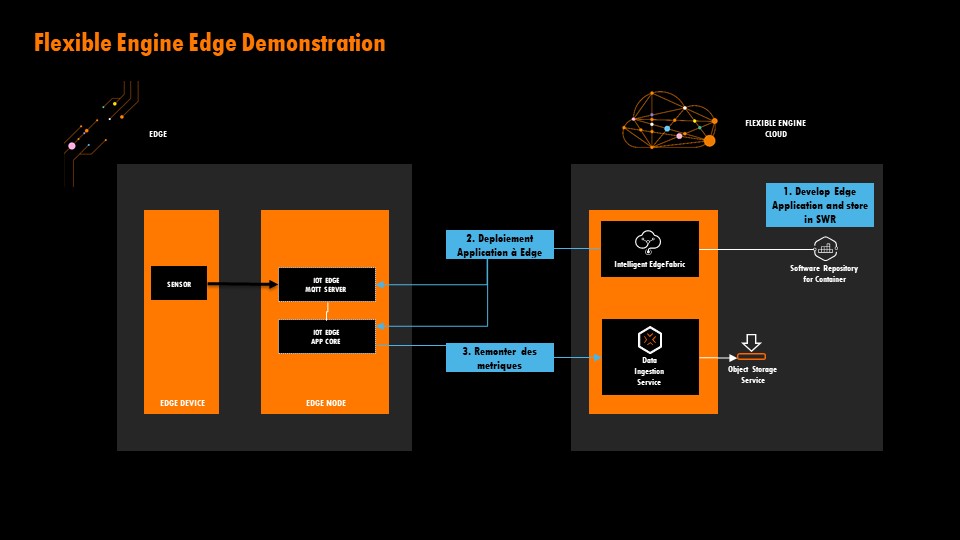 Flexible Engine Edge Demonstration
EDGE
FLEXIBLE ENGINE
CLOUD
1. Develop Edge
Application and store
in SWR
2. Deploiement
Application à Edge
Intelligent EdgeFabric
Software Repository
for Container
SENSOR
IOT EDGE
MQTT SERVER
IOT EDGE
APP CORE
3. Remonter des
metriques
Data
Ingestion
Service
Object Storage
Service
EDGE DEVICE
EDGE NODE